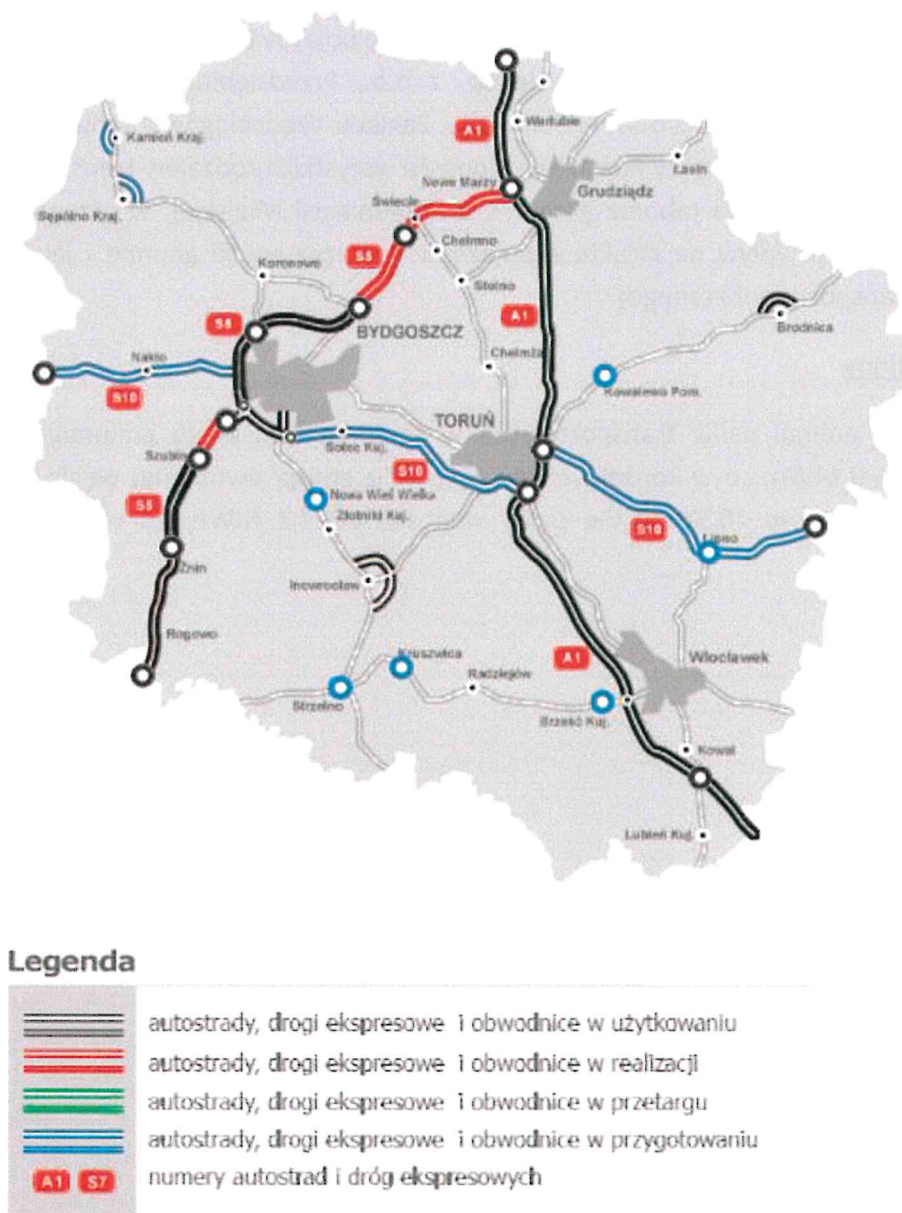 A1
Warlubie
Kamień Kraj.
Łasin
Nowe Marzy
Grudziądz
Sępólno Kraj.
Świecie
Chełmno
S5
Koronowo
Stolno
A1
S5
BYDGOSZCZ
Brodnica
Nakło
Chełmża
S10
Kowalewo Pom.
TORUŃ
Szubin
Solec Kuj.
S10
S5
Nowa Wieś Wielka
S10
Złotniki Kuj.
Lipno
Żnin
Inowrocław
Rogowo
A1
Włocławek
Kruszwica
Radziejów
Strzelno
Brześć Kuj.
Kowal
Lubień Kuj.
Legenda
autostrady, drogi ekspresowe i obwodnice w użytkowaniu
autostrady, drogi ekspresowe i obwodnice w realizacji
autostrady, drogi ekspresowe i obwodnice w przetargu
autostrady, drogi ekspresowe i obwodnice w przygotowaniu
A1 S7 numery autostrad i dróg ekspresowych